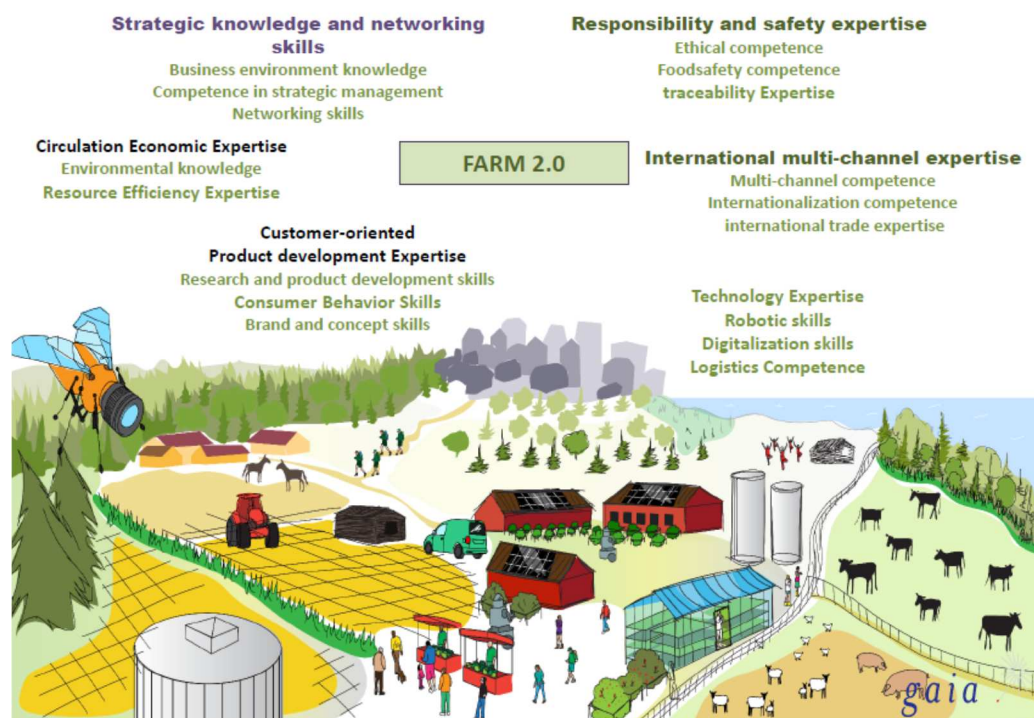 Strategic knowledge and networking
skills
Business environment knowledge
Competence in strategic management
Networking skills
Responsibility and safety expertise
Ethical competence
Foodsafety competence
traceability Expertise
Circulation Economic Expertise
Environmental knowledge
Resource Efficiency Expertise
FARM 2.0
International multi-channel expertise
Multi-channel competence
Internationalization competence
international trade expertise
Customer-oriented
Product development Expertise
Research and product development skills
Consumer Behavior Skills
Brand and concept skills
Technology Expertise
Robotic skills
Digitalization skills
Logistics Competence
gaia